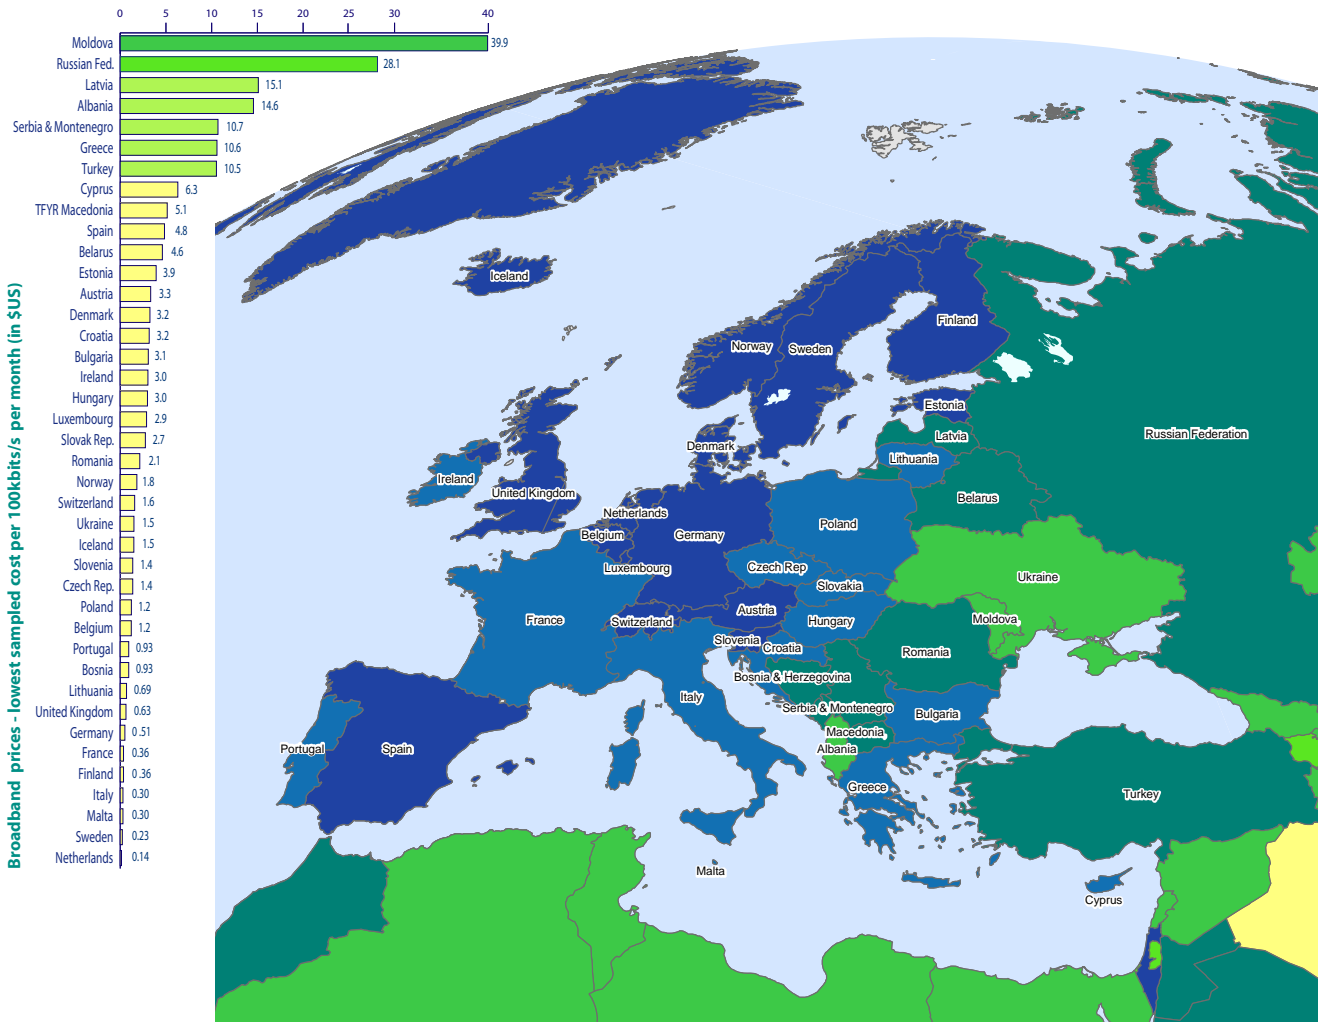 0 5 10 15 20 25 30 40
Moldova 39.9
Russian Fed. 28.1
Latvia 15.1
Albania 14.6
Serbia & Montenegro 10.7
Greece 10.6
Turkey 10.5
Cyprus 6.3
TFYR Macedonia 5.1
Spain 4.8
Belarus 4.6
Estonia 3.9
Austria 3.3
Denmark 3.2
Croatia 3.2
Bulgaria 3.1
Ireland 3.0
Hungary 3.0
Luxembourg 2.9
Slovak Rep. 2.7
Romania 2.1
Norway 1.8
Switzerland 1.6
Ukraine 1.5
Iceland 1.5
Slovenia 1.4
Czech Rep. 1.4
Poland 1.2
Belgium 1.2
Portugal 0.93
Bosnia 0.93
Lithuania 0.69
United Kingdom 0.63
Germany 0.51
France 0.36
Finland 0.36
Italy 0.30
Malta 0.30
Sweden 0.23
Netherlands 0.14
Broadband prices - lowest sampled cost per 100kbits/s per month (in $US)
Iceland
Finland
Norway
Sweden
Estonia
Latvia
Russian Federation
Denmark
Lithuania
Ireland
United Kingdom
Belarus
Netherlands
Poland
Belgium
Germany
Luxembourg
Czech Rep
Ukraine
Slovakia
Austria
France
Switzerland
Hungary
Moldova
Slovenia
Croatia
Romania
Bosnia & Herzegovina
Italy
Serbia & Montenegro
Bulgaria
Macedonia
Portugal
Spain
Albania
Greece
Turkey
Malta
Cyprus